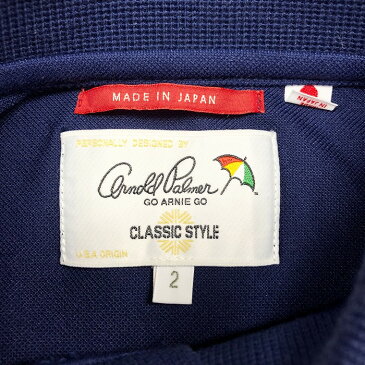 MADE IN JAPAN
PERSONALLY DESIGNED BY
Arnold Palmer
GO ARNIE GO
CLASSIC STYLE
U.S.A. ORIGIN
2